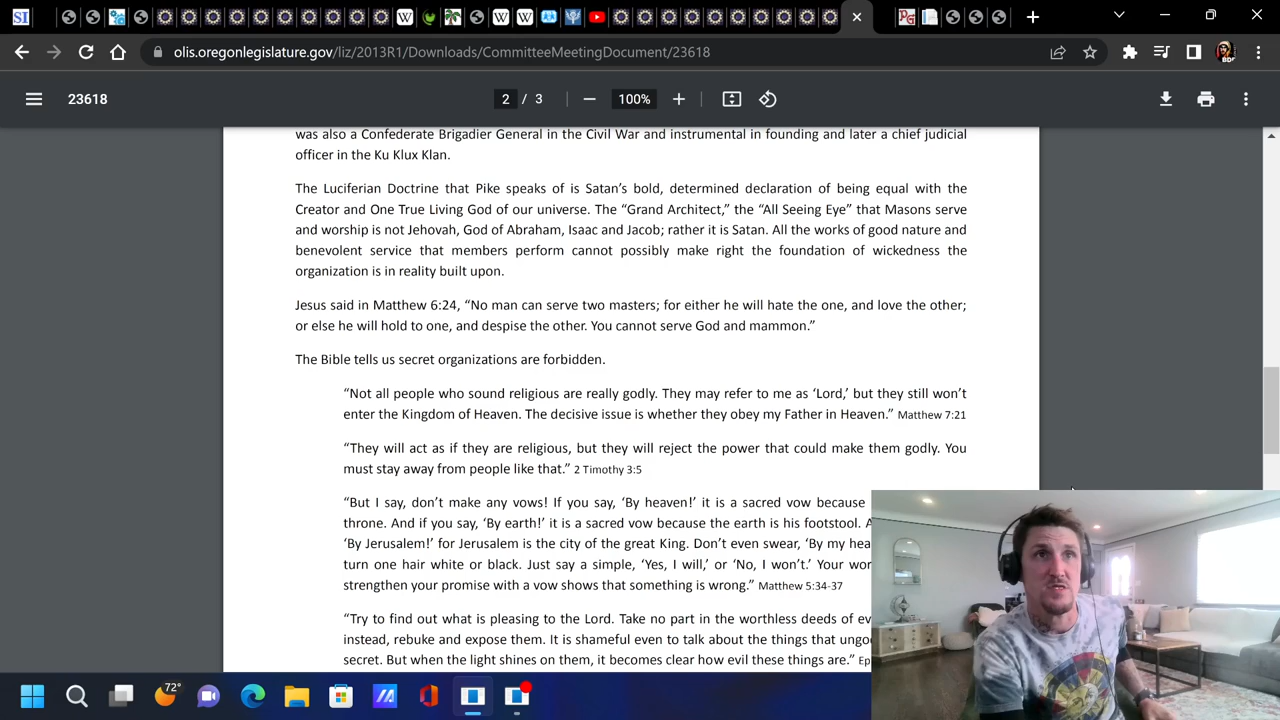 SI
W
W
W
PG
olis.oregonlegislature.gov/liz/2013R1/Downloads/CommitteeMeetingDocument/23618
BDF
23618
2 / 3
100%
was also a Confederate Brigadier General in the Civil War and instrumental in founding and later a chief judicial
officer in the Ku Klux Klan.
The Luciferian Doctrine that Pike speaks of is Satan’s bold, determined declaration of being equal with the
Creator and One True Living God of our universe. The “Grand Architect,” the “All Seeing Eye” that Masons serve
and worship is not Jehovah, God of Abraham, Isaac and Jacob; rather it is Satan. All the works of good nature and
benevolent service that members perform cannot possibly make right the foundation of wickedness the
organization is in reality built upon.
Jesus said in Matthew 6:24, “No man can serve two masters; for either he will hate the one, and love the other;
or else he will hold to one, and despise the other. You cannot serve God and mammon.”
The Bible tells us secret organizations are forbidden.
“Not all people who sound religious are really godly. They may refer to me as ‘Lord,’ but they still won’t
enter the Kingdom of Heaven. The decisive issue is whether they obey my Father in Heaven.” Matthew 7:21
“They will act as if they are religious, but they will reject the power that could make them godly. You
must stay away from people like that.” 2 Timothy 3:5
“But I say, don’t make any vows! If you say, ‘By heaven!’ it is a sacred vow because
throne. And if you say, ‘By earth!’ it is a sacred vow because the earth is his footstool.
‘By Jerusalem!’ for Jerusalem is the city of the great King. Don’t even swear, ‘By my
turn one hair white or black. Just say a simple, ‘Yes, I will,’ or ‘No, I won’t.’ Your
strengthen your promise with a vow shows that something is wrong.” Matthew 5:34-37
“Try to find out what is pleasing to the Lord. Take no part in the worthless deeds of
instead, rebuke and expose them. It is shameful even to talk about the things that
secret. But when the light shines on them, it becomes clear how evil these things are.”
72°